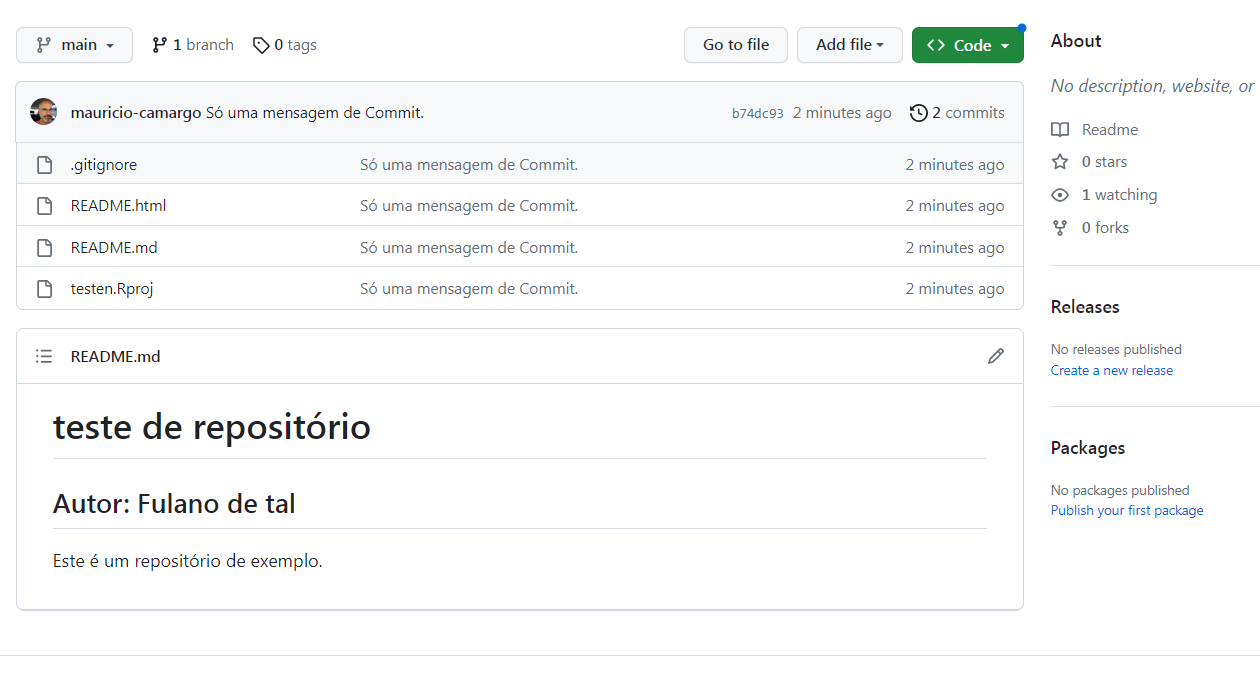 main 1 branch 0 tags Go to file Add file <> Code
mauricio-camargo Só uma mensagem de Commit. b74dc93 2 minutes ago 2 commits
.gitignore Só uma mensagem de Commit. 2 minutes ago
README.html Só uma mensagem de Commit. 2 minutes ago
README.md Só uma mensagem de Commit. 2 minutes ago
testen.Rproj Só uma mensagem de Commit. 2 minutes ago
README.md
teste de repositório
Autor: Fulano de tal
Este é um repositório de exemplo.
About
No description, website, or
Readme
0 stars
1 watching
0 forks
Releases
No releases published
Create a new release
Packages
No packages published
Publish your first package